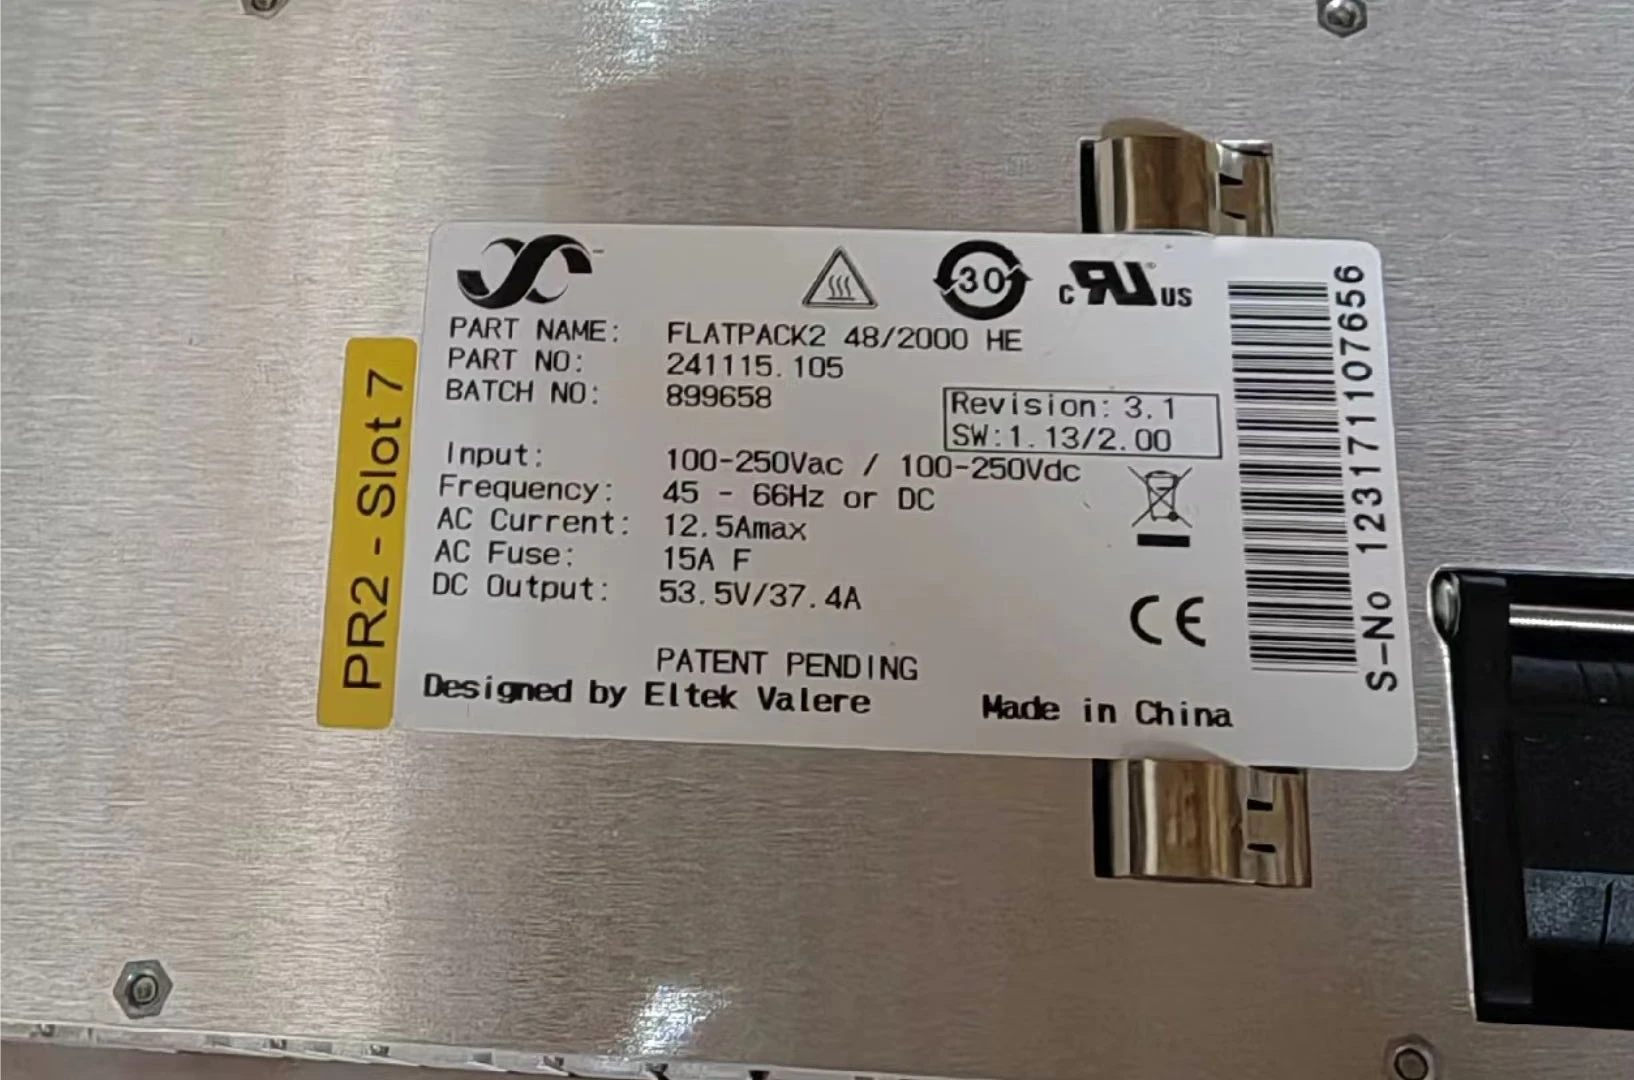 PR2 - Slot 7
30
c RU US
PART NAME: FLATPACK2 48/2000 HE
PART NO: 241115.105
BATCH NO: 899658
Revision: 3.1
SW:1.13/2.00
Input: 100-250Vac / 100-250Vdc
Frequency: 45 - 66Hz or DC
AC Current: 12.5Amax
AC Fuse: 15A F
DC Output: 53.5V/37.4A
CE
PATENT PENDING
Designed by Eltek Valere
Made in China
S-No 123171107656